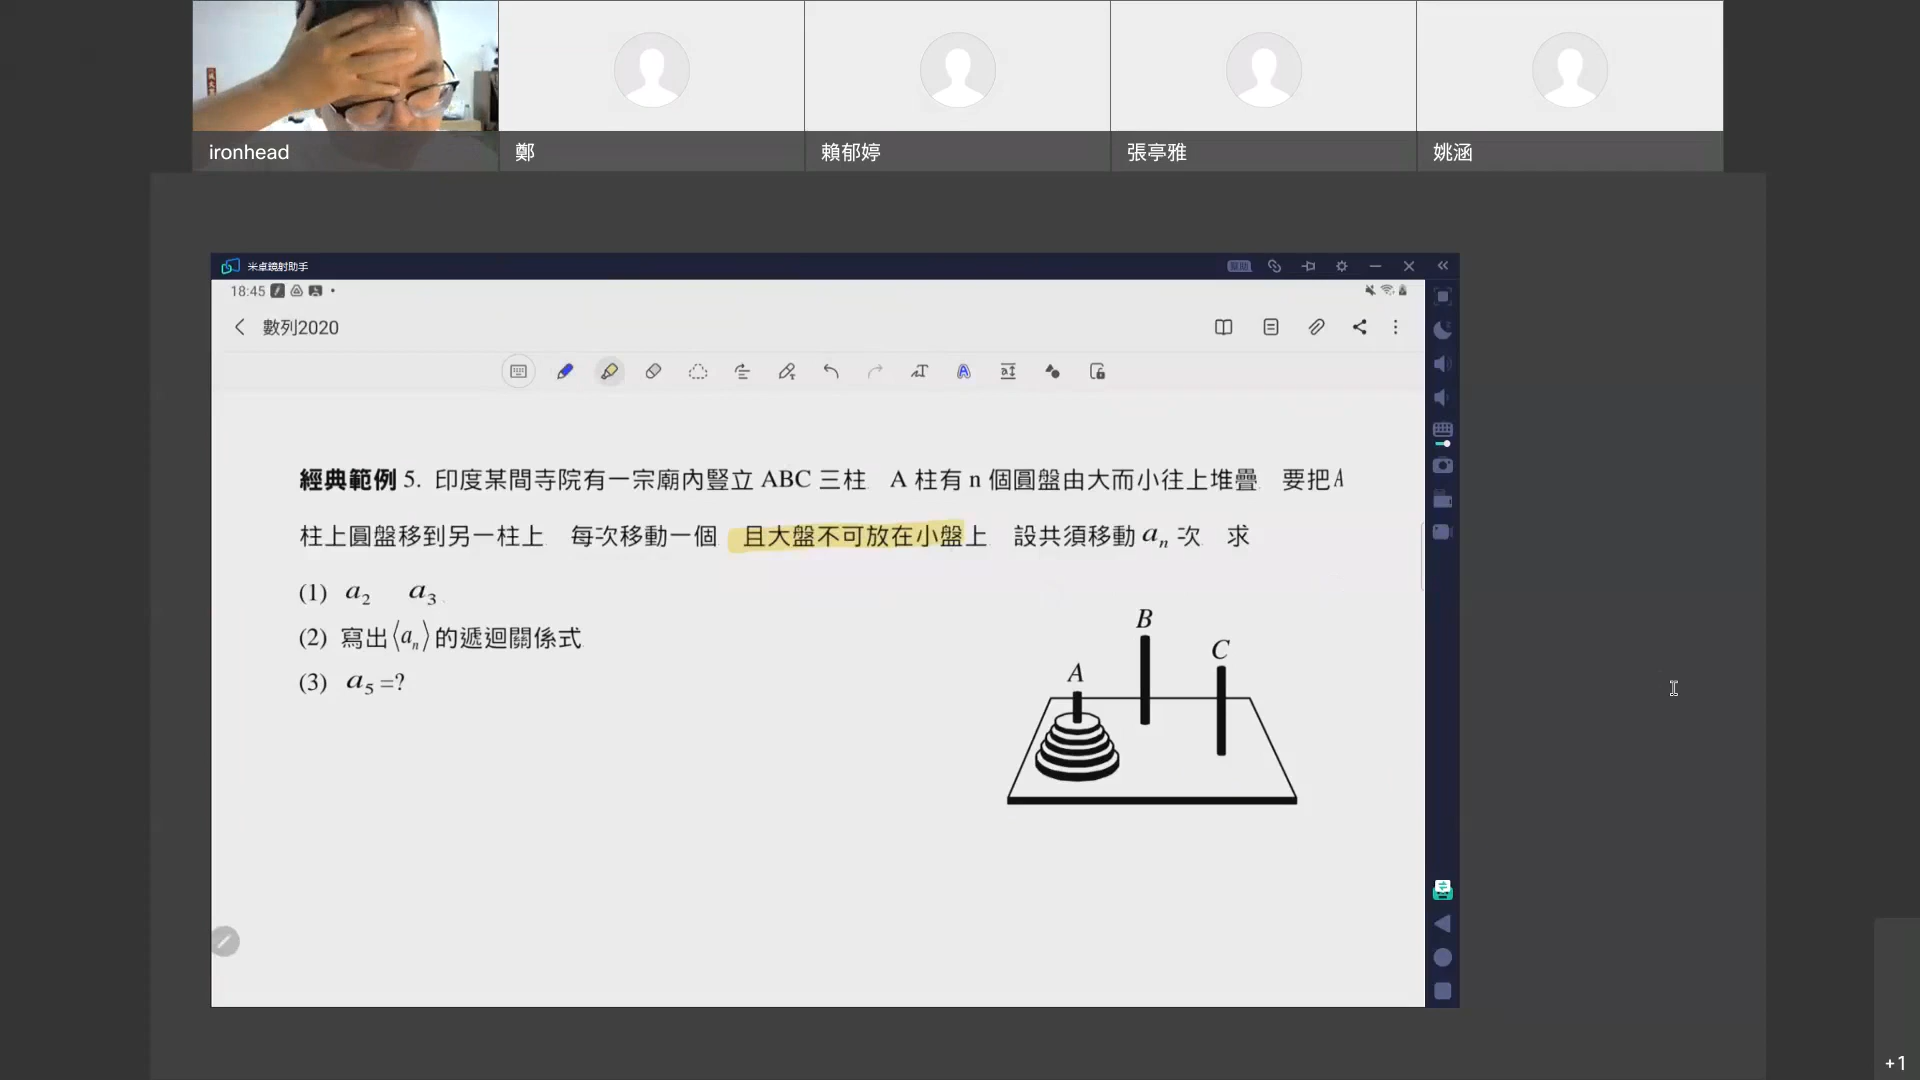 ironhead
鄭
賴郁婷
張亭雅
姚涵
米卓鏡射助手
18:45
數列2020
經典範例 5. 印度某間寺院有一宗廟內豎立 ABC 三柱 A 柱有 n 個圓盤由大而小往上堆疊 要把A
柱上圓盤移到另一柱上 每次移動一個 且大盤不可放在小盤上 設共須移動 aₙ 次 求
(1) a₂ a₃
(2) 寫出⟨aₙ⟩的遞迴關係式
(3) a₅ =?
A
B
C
+1